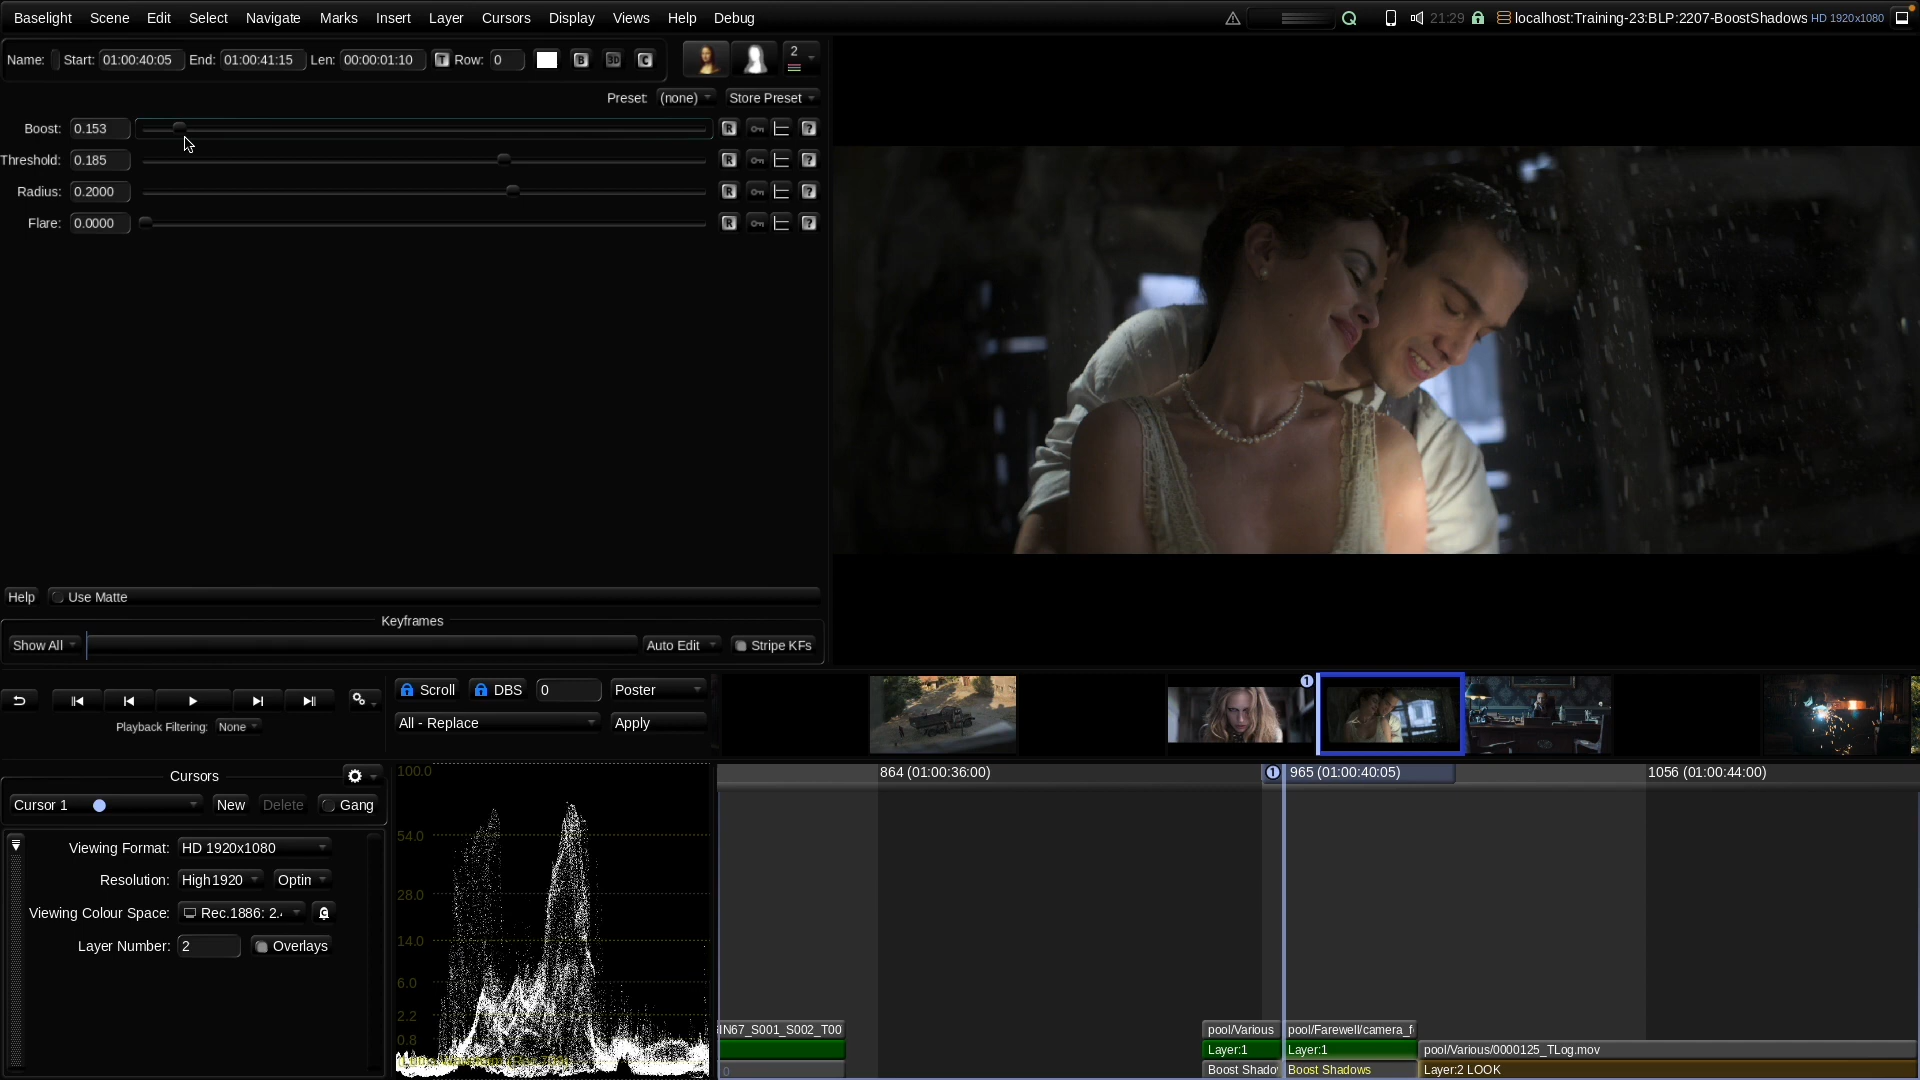 Baselight Scene Edit Select Navigate Marks Insert Layer Cursors Display Views Help Debug
21:29 localhost:Training-23:BLP:2207-BoostShadows HD 1920x1080
Name: Start: 01:00:40:05 End: 01:00:41:15 Len: 00:00:01:10 T Row: 0 B 3D C 2
Preset: (none) Store Preset
Boost: 0.153 R ?
Threshold: 0.185 R ?
Radius: 0.2000 R ?
Flare: 0.0000 R ?
Help Use Matte
Keyframes
Show All Auto Edit Stripe KFs
Scroll DBS 0 Poster
Playback Filtering: None
All - Replace Apply
1
Cursors
Cursor 1 New Delete Gang
Viewing Format: HD 1920x1080
Resolution: High1920 Optin
Viewing Colour Space: Rec.1886: 2.
Layer Number: 2 Overlays
100.0
54.0
28.0
14.0
6.0
2.2
0.8
864 (01:00:36:00) 1 965 (01:00:40:05) 1056 (01:00:44:00)
IN67_S001_S002_T00 pool/Various pool/Farewell/camera_f
Layer:1 Layer:1 pool/Various/0000125_TLog.mov
0 Boost Shado Boost Shadows Layer:2 LOOK